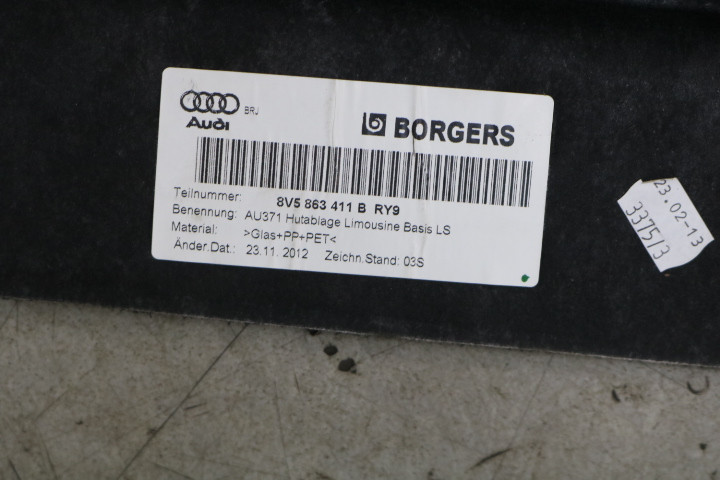 Audi BRJ
b BORGERS
Teilnummer: 8V5 863 411 B RY9
Benennung: AU371 Hutablage Limousine Basis LS
Material: >Glas+PP+PET<
Änder.Dat.: 23.11. 2012 Zeichn.Stand: 03S
23.02-13
337513